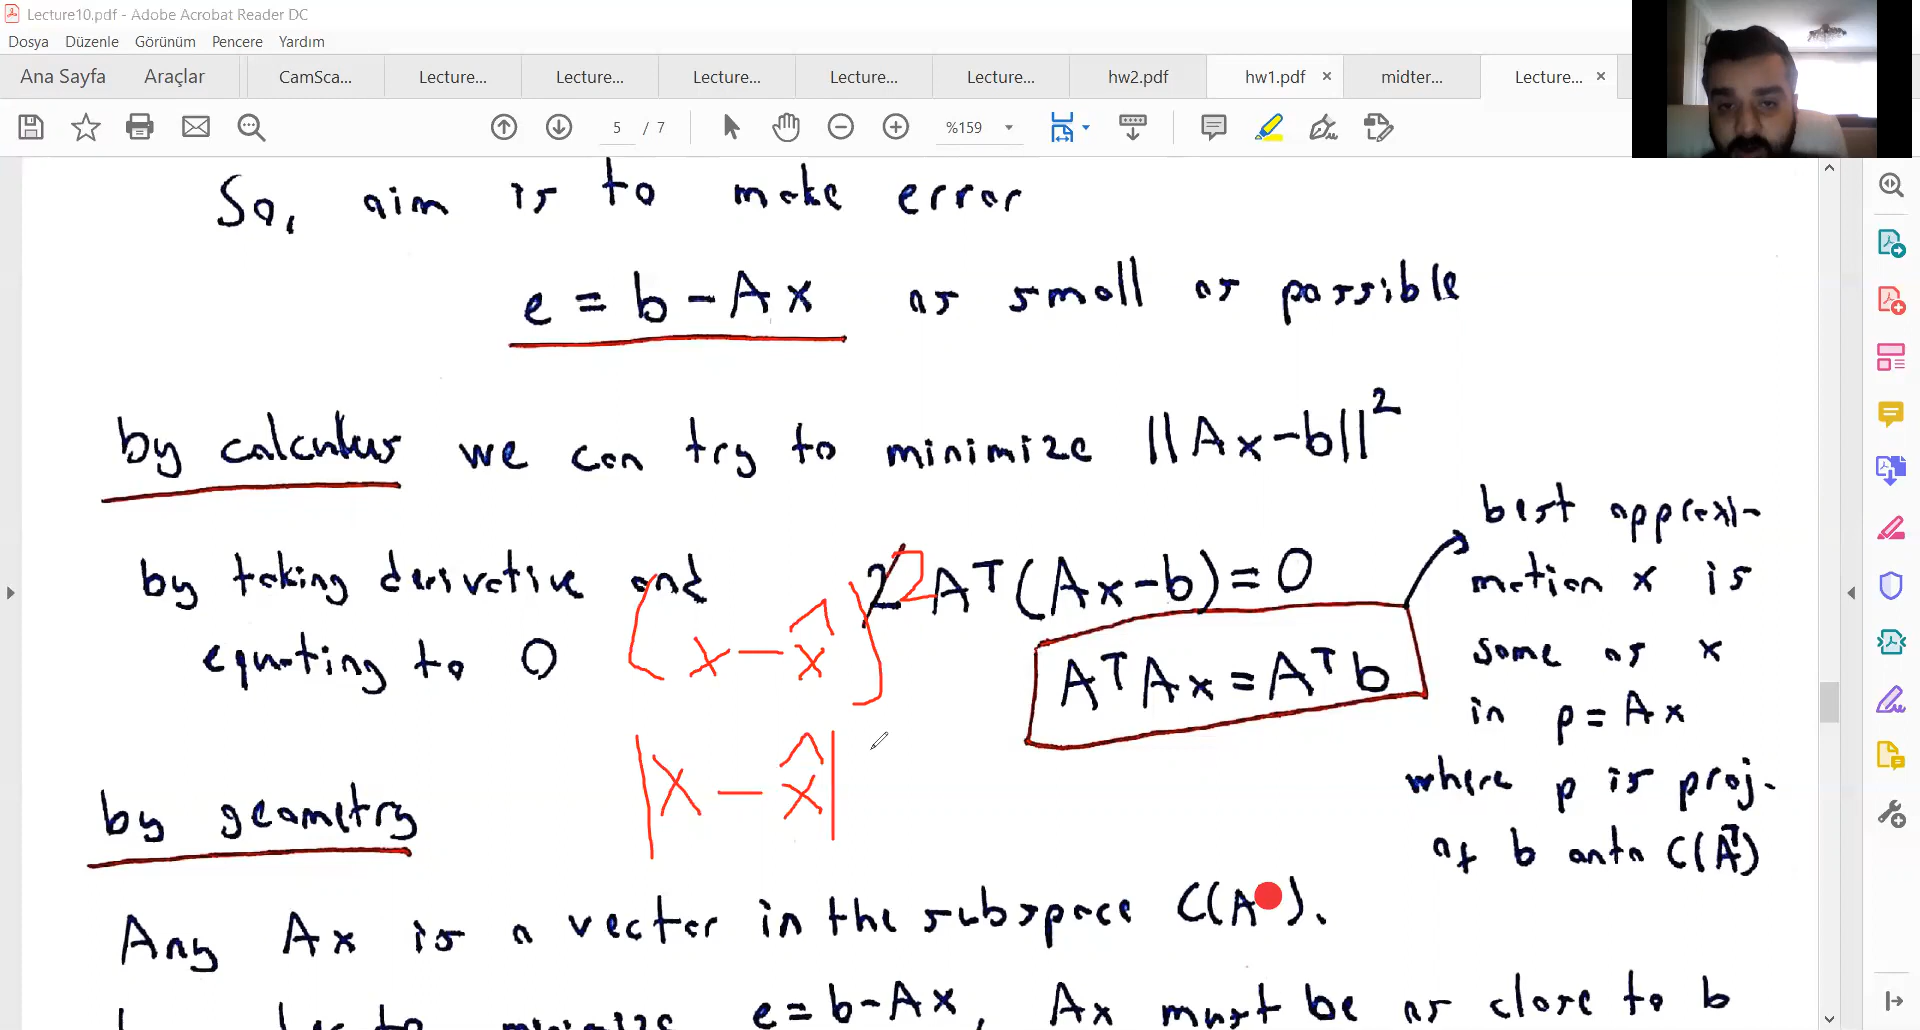 Lecture10.pdf - Adobe Acrobat Reader DC
Dosya Düzenle Görünüm Pencere Yardım
Ana Sayfa Araçlar CamSca... Lecture... Lecture... Lecture... Lecture... Lecture... hw2.pdf hw1.pdf × midter... Lecture... ×
5 / 7 %159
So, aim is to make error
e = b - Ax as small as possible
by calculus we can try to minimize ||Ax-b||²
by taking derivative and 2 2 Aᵀ(Ax-b)=0
equating to 0 (x - x̂)
AᵀAx = Aᵀb
best approxi-
mation x is
same as x
in p = Ax
where p is proj.
of b onto C(Aᵀ)
|x - x̂|
by geometry
Any Ax is a vector in the subspace C(A ).
e = b - Ax, Ax must be as close to b